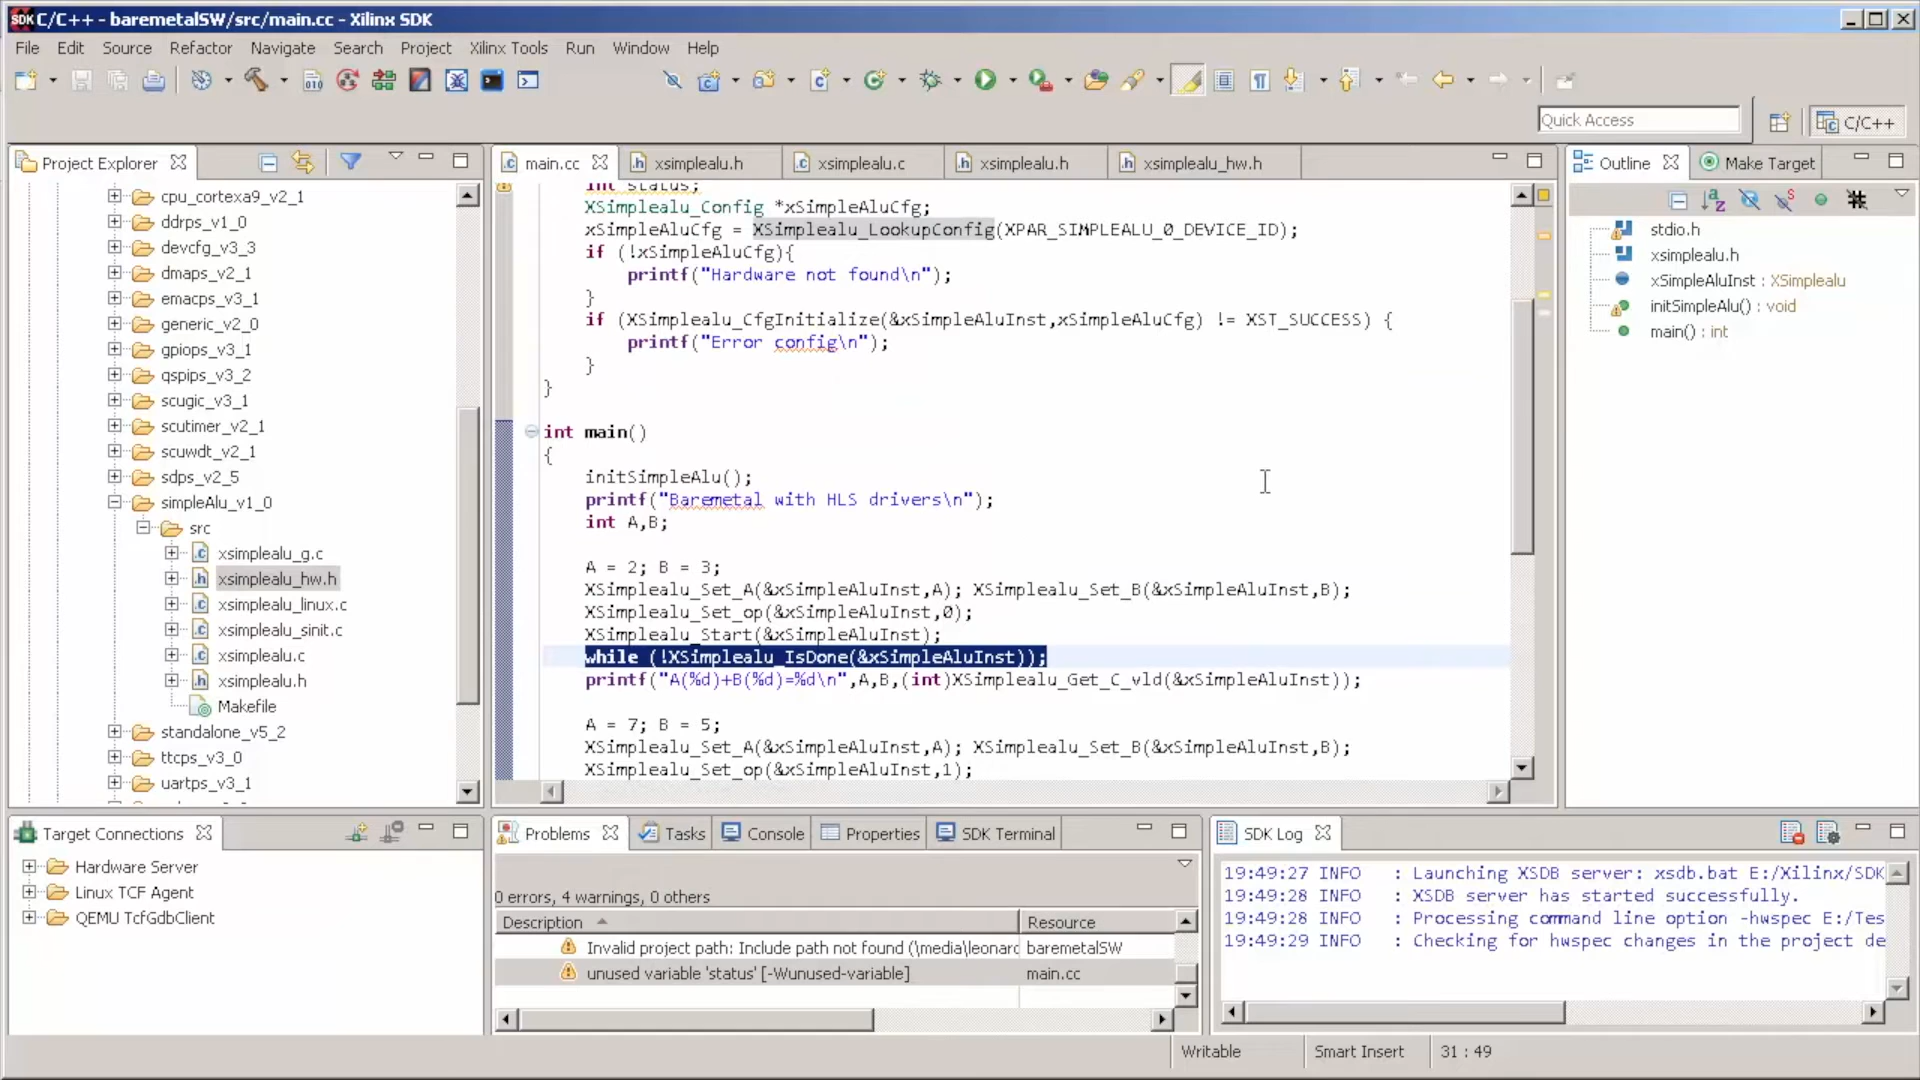 SDK C/C++ - baremetalSW/src/main.cc - Xilinx SDK
File Edit Source Refactor Navigate Search Project Xilinx Tools Run Window Help
Quick Access
C/C++
Project Explorer
cpu_cortexa9_v2_1
ddrps_v1_0
devcfg_v3_3
dmaps_v2_1
emacps_v3_1
generic_v2_0
gpiops_v3_1
qspips_v3_2
scugic_v3_1
scutimer_v2_1
scuwdt_v2_1
sdps_v2_5
simpleAlu_v1_0
src
xsimplealu_g.c
xsimplealu_hw.h
xsimplealu_linux.c
xsimplealu_sinit.c
xsimplealu.c
xsimplealu.h
Makefile
standalone_v5_2
ttcps_v3_0
uartps_v3_1
main.cc xsimplealu.h xsimplealu.c xsimplealu.h xsimplealu_hw.h
int status;
XSimplealu_Config *xSimpleAluCfg;
xSimpleAluCfg = XSimplealu_LookupConfig(XPAR_SIMPLEALU_0_DEVICE_ID);
if (!xSimpleAluCfg){
printf("Hardware not found\n");
}
if (XSimplealu_CfgInitialize(&xSimpleAluInst,xSimpleAluCfg) != XST_SUCCESS) {
printf("Error config\n");
}
}
int main()
{
initSimpleAlu();
printf("Baremetal with HLS drivers\n");
int A,B;
A = 2; B = 3;
XSimplealu_Set_A(&xSimpleAluInst,A); XSimplealu_Set_B(&xSimpleAluInst,B);
XSimplealu_Set_op(&xSimpleAluInst,0);
XSimplealu_Start(&xSimpleAluInst);
while (!XSimplealu_IsDone(&xSimpleAluInst));
printf("A(%d)+B(%d)=%d\n",A,B,(int)XSimplealu_Get_C_vld(&xSimpleAluInst));
A = 7; B = 5;
XSimplealu_Set_A(&xSimpleAluInst,A); XSimplealu_Set_B(&xSimpleAluInst,B);
XSimplealu_Set_op(&xSimpleAluInst,1);
Outline Make Target
stdio.h
xsimplealu.h
xSimpleAluInst : XSimplealu
initSimpleAlu() : void
main() : int
Target Connections
Hardware Server
Linux TCF Agent
QEMU TcfGdbClient
Problems Tasks Console Properties SDK Terminal
0 errors, 4 warnings, 0 others
Description Resource
Invalid project path: Include path not found (\media\leonarc baremetalSW
unused variable 'status' [-Wunused-variable] main.cc
SDK Log
19:49:27 INFO : Launching XSDB server: xsdb.bat E:/Xilinx/SDK
19:49:28 INFO : XSDB server has started successfully.
19:49:28 INFO : Processing command line option -hwspec E:/Tes
19:49:29 INFO : Checking for hwspec changes in the project de
Writable Smart Insert 31 : 49